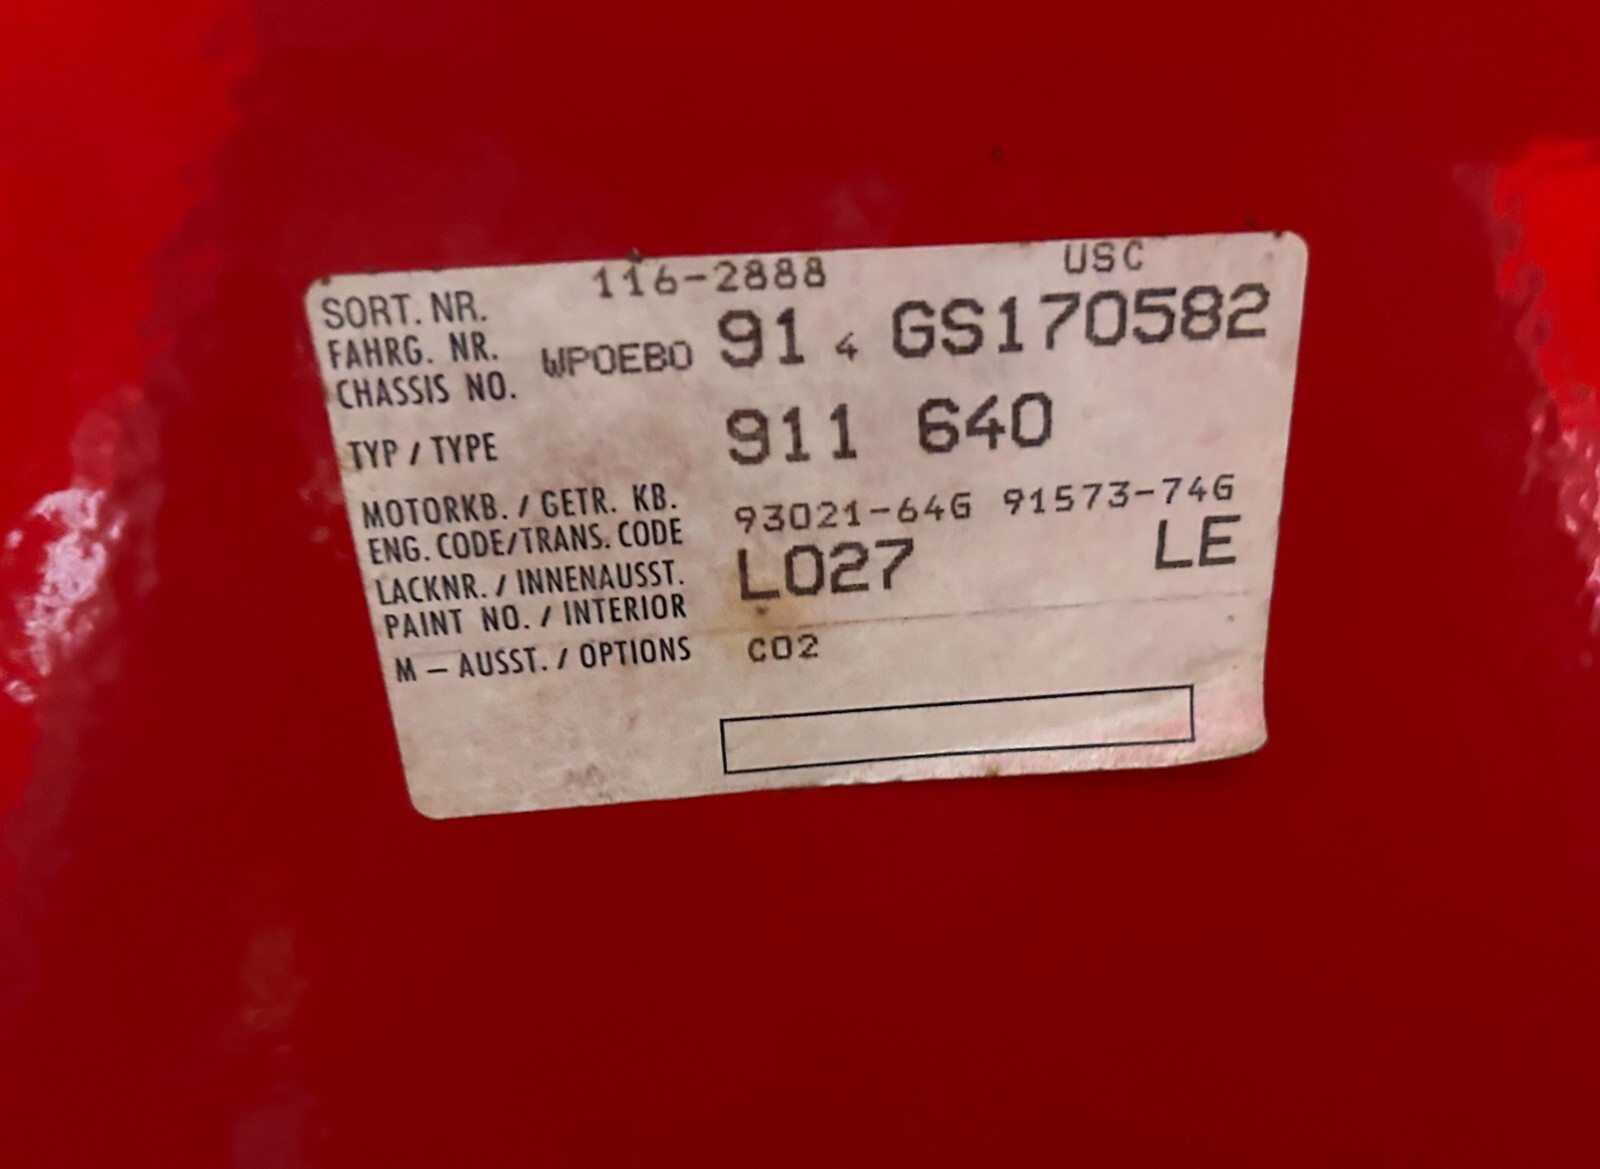 SORT. NR. 116-2888 USC
FAHRG. NR.
CHASSIS NO. WP0EB0 91 4 GS170582
TYP / TYPE 911 640
MOTORKB. / GETR. KB.
ENG. CODE/TRANS. CODE 93021-64G 91573-74G
LACKNR. / INNENAUSST.
PAINT NO. / INTERIOR L027 LE
M – AUSST. / OPTIONS C02